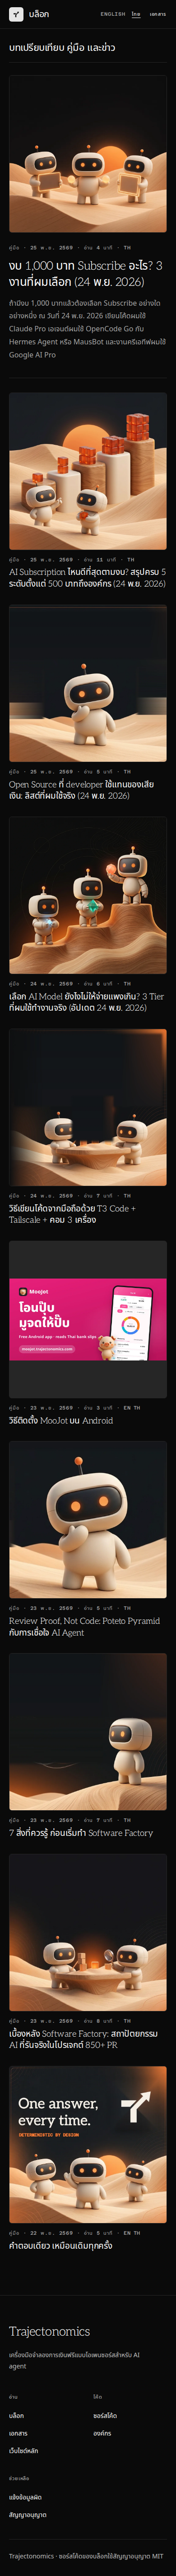 บล็อก
ENGLISH ไทย เอกสาร
บทเปรียบเทียบ คู่มือ และข่าว
คู่มือ · 25 พ.ย. 2569 · อ่าน 4 นาที · TH
งบ 1,000 บาท Subscribe อะไร? 3
งานที่ผมเลือก (24 พ.ย. 2026)
ถ้ามีงบ 1,000 บาทแล้วต้องเลือก Subscribe อย่างใด
อย่างหนึ่ง ณ วันที่ 24 พ.ย. 2026 เขียนโค้ดผมใช้
Claude Pro เอเจนต์ผมใช้ OpenCode Go กับ
Hermes Agent หรือ MausBot และงานครีเอทีฟผมใช้
Google AI Pro
คู่มือ · 25 พ.ย. 2569 · อ่าน 11 นาที · TH
AI Subscription ไหนดีที่สุดตามงบ? สรุปครบ 5
ระดับตั้งแต่ 500 บาทถึงองค์กร (24 พ.ย. 2026)
คู่มือ · 25 พ.ย. 2569 · อ่าน 5 นาที · TH
Open Source ที่ developer ใช้แทนของเสีย
เงิน: ลิสต์ที่ผมใช้จริง (24 พ.ย. 2026)
คู่มือ · 24 พ.ย. 2569 · อ่าน 6 นาที · TH
เลือก AI Model ยังไงไม่ให้จ่ายแพงเกิน? 3 Tier
ที่ผมใช้ทำงานจริง (อัปเดต 24 พ.ย. 2026)
คู่มือ · 24 พ.ย. 2569 · อ่าน 7 นาที · TH
วิธีเขียนโค้ดจากมือถือด้วย T3 Code +
Tailscale + คอม 3 เครื่อง
MooJot
โอนปุ๊บ
มูจดให้ปั๊บ
Free Android app · reads Thai bank slips
moojot.trajectonomics.com
คู่มือ · 23 พ.ย. 2569 · อ่าน 3 นาที · EN TH
วิธีติดตั้ง MooJot บน Android
คู่มือ · 23 พ.ย. 2569 · อ่าน 5 นาที · TH
Review Proof, Not Code: Poteto Pyramid
กับการเชื่อใจ AI Agent
คู่มือ · 23 พ.ย. 2569 · อ่าน 7 นาที · TH
7 สิ่งที่ควรรู้ ก่อนเริ่มทำ Software Factory
คู่มือ · 23 พ.ย. 2569 · อ่าน 8 นาที · TH
เบื้องหลัง Software Factory: สถาปัตยกรรม
AI ที่รันจริงในโปรเจกต์ 850+ PR
One answer,
every time.
DETERMINISTIC BY DESIGN
คู่มือ · 22 พ.ย. 2569 · อ่าน 5 นาที · EN TH
คำตอบเดียว เหมือนเดิมทุกครั้ง
Trajectonomics
เครื่องมือจำลองการเงินฟรีแบบโอเพนซอร์สสำหรับ AI
agent
อ่าน
โค้ด
บล็อก
ซอร์สโค้ด
เอกสาร
องค์กร
เว็บไซต์หลัก
ช่วยเหลือ
แจ้งข้อมูลผิด
สัญญาอนุญาต
Trajectonomics · ซอร์สโค้ดของบล็อกใช้สัญญาอนุญาต MIT